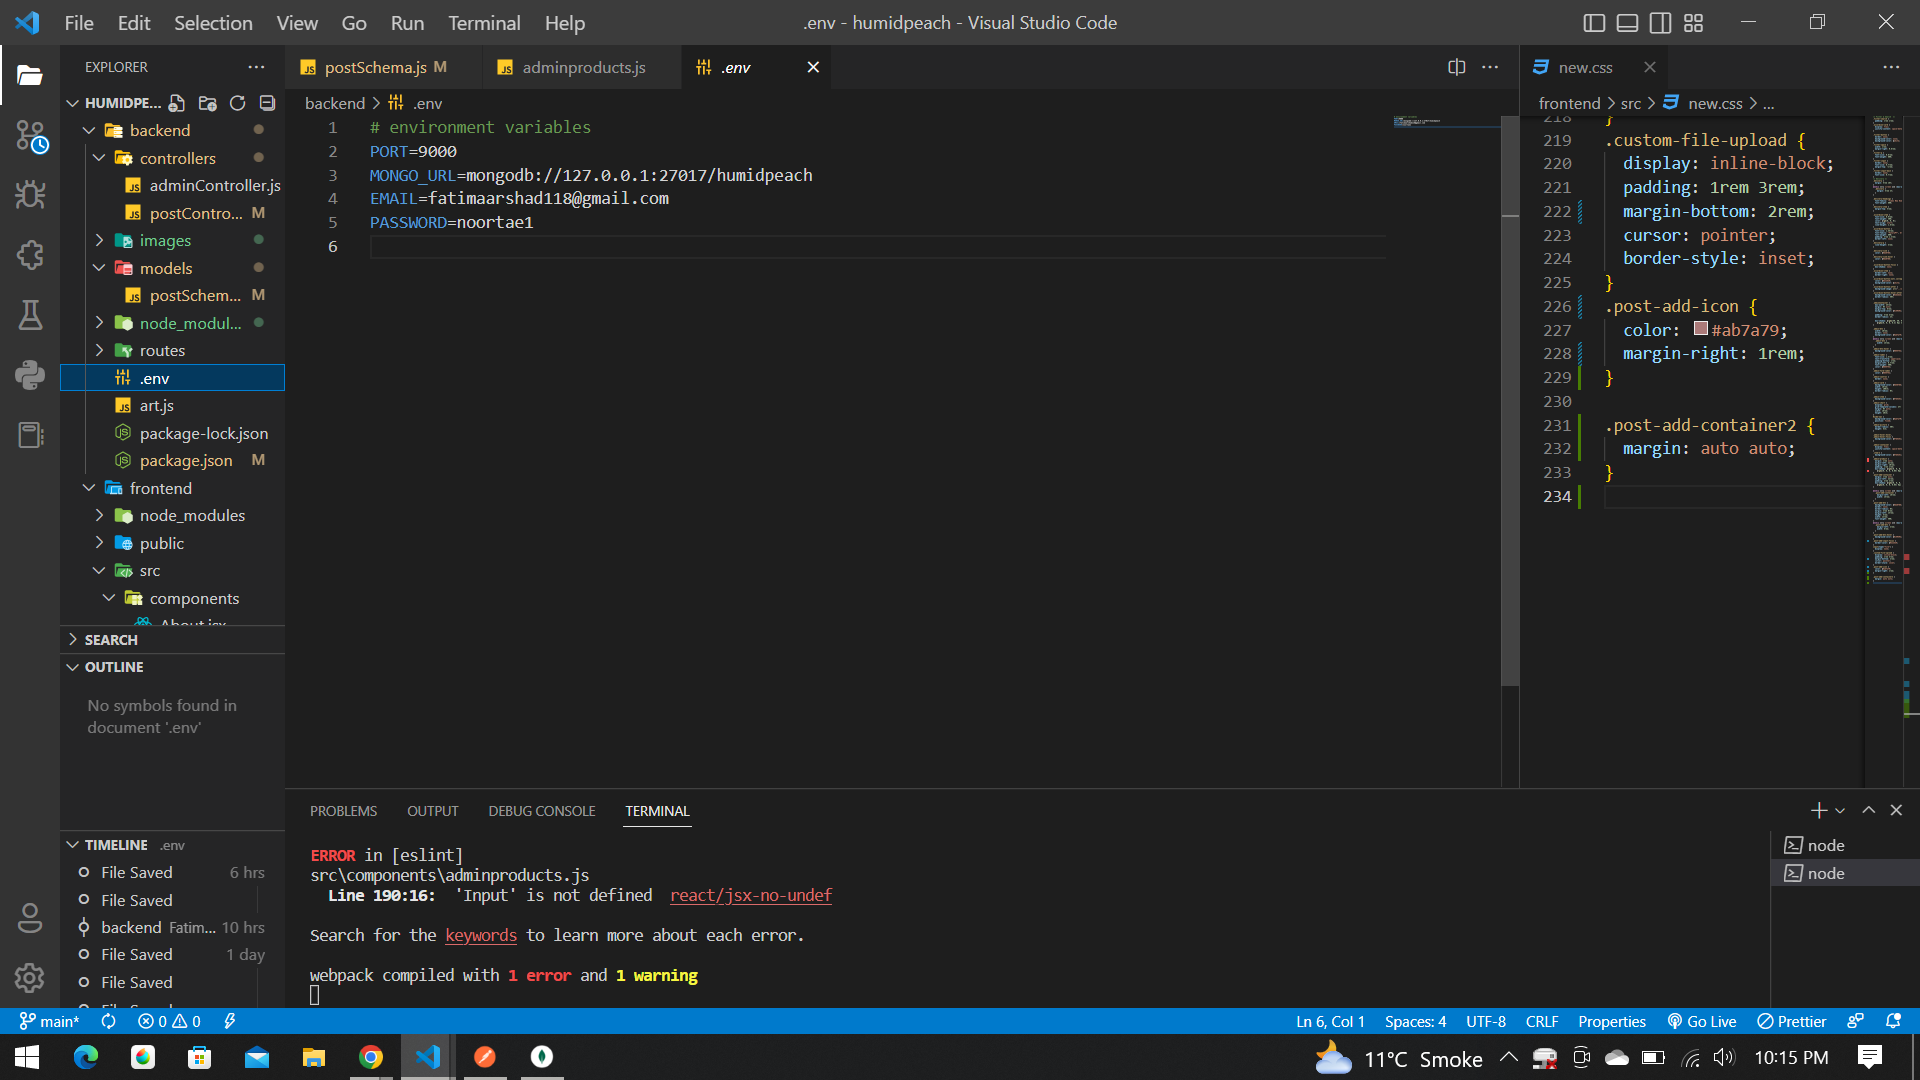 File Edit Selection View Go Run Terminal Help
.env - humidpeach - Visual Studio Code
EXPLORER
HUMIDPE...
backend
controllers
adminController.js
postContro... M
images
models
postSchem... M
node_modul...
routes
.env
art.js
package-lock.json
package.json M
frontend
node_modules
public
src
components
About.jsx
SEARCH
OUTLINE
No symbols found in
document '.env'
TIMELINE .env
File Saved 6 hrs
File Saved
backend Fatim... 10 hrs
File Saved 1 day
File Saved
postSchema.js M
adminproducts.js
.env
backend > .env
1 # environment variables
2 PORT=9000
3 MONGO_URL=mongodb://127.0.0.1:27017/humidpeach
4 EMAIL=fatimaarshad118@gmail.com
5 PASSWORD=noortae1
6
new.css
frontend > src > new.css > ...
218 }
219 .custom-file-upload {
220 display: inline-block;
221 padding: 1rem 3rem;
222 margin-bottom: 2rem;
223 cursor: pointer;
224 border-style: inset;
225 }
226 .post-add-icon {
227 color: #ab7a79;
228 margin-right: 1rem;
229 }
230
231 .post-add-container2 {
232 margin: auto auto;
233 }
234
PROBLEMS OUTPUT DEBUG CONSOLE TERMINAL
ERROR in [eslint]
src\components\adminproducts.js
Line 190:16: 'Input' is not defined react/jsx-no-undef
Search for the keywords to learn more about each error.
webpack compiled with 1 error and 1 warning
node
node
main* 0 0
Ln 6, Col 1 Spaces: 4 UTF-8 CRLF Properties Go Live Prettier
11°C Smoke 10:15 PM